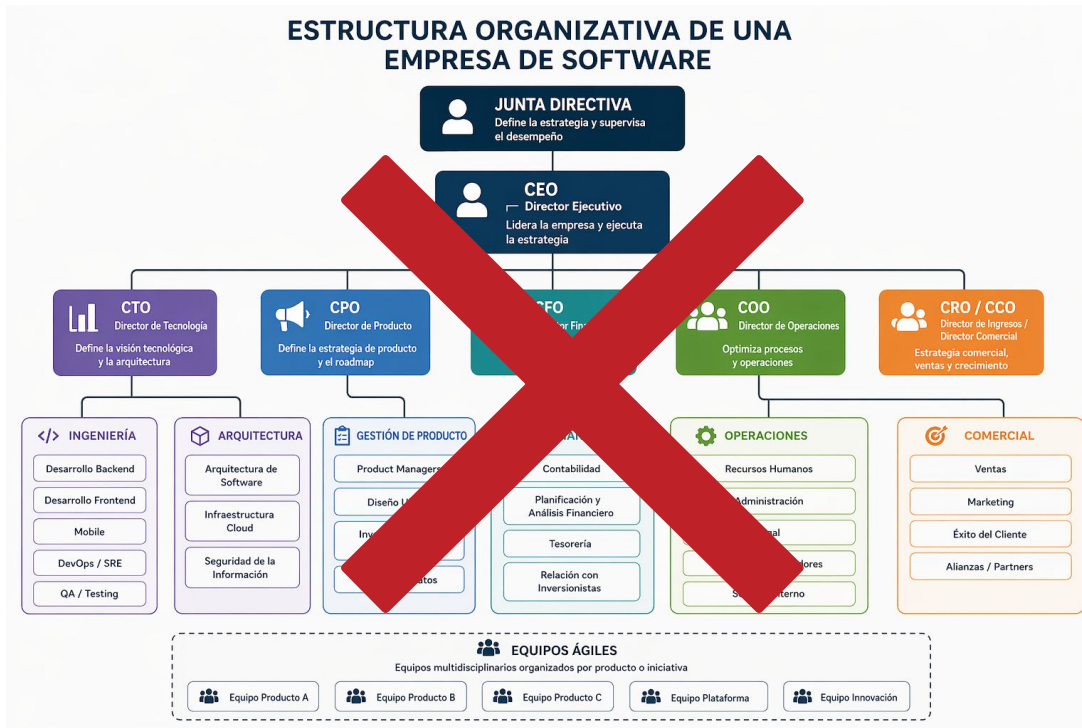 ESTRUCTURA ORGANIZATIVA DE UNA
EMPRESA DE SOFTWARE
JUNTA DIRECTIVA
Define la estrategia y supervisa
el desempeño
CEO
Director Ejecutivo
Lidera la empresa y ejecuta
la estrategia
CTO
Director de Tecnología
Define la visión tecnológica
y la arquitectura
CPO
Director de Producto
Define la estrategia de producto
y el roadmap
CFO
COO
Director de Operaciones
Optimiza procesos
y operaciones
CRO / CCO
Director de Ingresos /
Director Comercial
Estrategia comercial,
ventas y crecimiento
INGENIERÍA
Desarrollo Backend
Desarrollo Frontend
Mobile
DevOps / SRE
QA / Testing
ARQUITECTURA
Arquitectura de
Software
Infraestructura
Cloud
Seguridad de la
Información
GESTIÓN DE PRODUCTO
Product Managers
Diseño
Contabilidad
Planificación y
Análisis Financiero
Tesorería
Relación con
Inversionistas
OPERACIONES
Recursos Humanos
Administración
COMERCIAL
Ventas
Marketing
Éxito del Cliente
Alianzas / Partners
EQUIPOS ÁGILES
Equipos multidisciplinarios organizados por producto o iniciativa
Equipo Producto A
Equipo Producto B
Equipo Producto C
Equipo Plataforma
Equipo Innovación